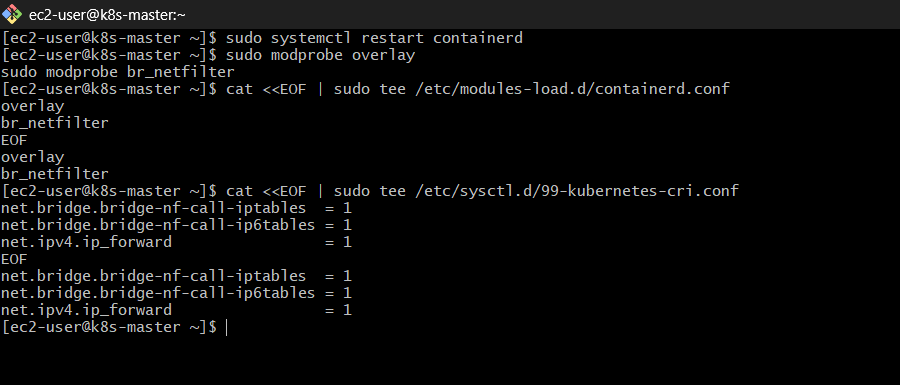 ec2-user@k8s-master:~
[ec2-user@k8s-master ~]$ sudo systemctl restart containerd
[ec2-user@k8s-master ~]$ sudo modprobe overlay
sudo modprobe br_netfilter
[ec2-user@k8s-master ~]$ cat <<EOF | sudo tee /etc/modules-load.d/containerd.conf
overlay
br_netfilter
EOF
overlay
br_netfilter
[ec2-user@k8s-master ~]$ cat <<EOF | sudo tee /etc/sysctl.d/99-kubernetes-cri.conf
net.bridge.bridge-nf-call-iptables  = 1
net.bridge.bridge-nf-call-ip6tables = 1
net.ipv4.ip_forward                 = 1
EOF
net.bridge.bridge-nf-call-iptables  = 1
net.bridge.bridge-nf-call-ip6tables = 1
net.ipv4.ip_forward                 = 1
[ec2-user@k8s-master ~]$